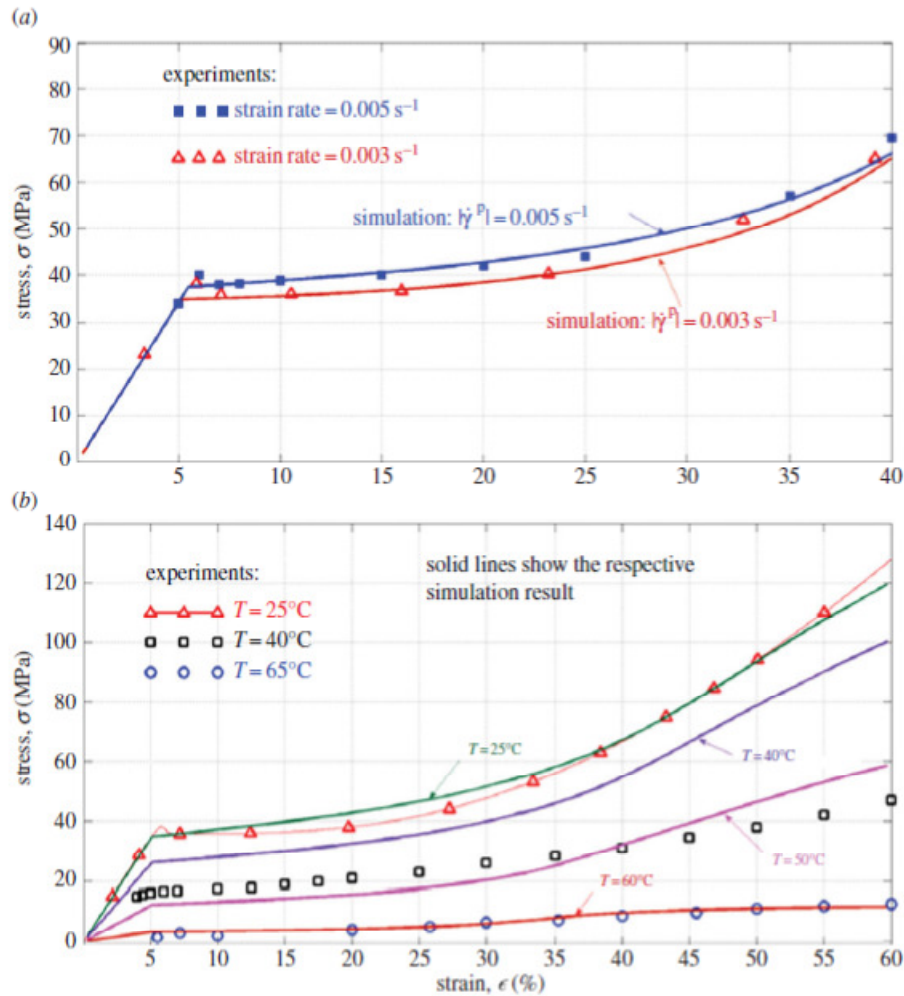 (a)
90
80
70
60
50
40
30
20
10
0
stress, σ (MPa)
experiments:
strain rate = 0.005 s⁻¹
strain rate = 0.003 s⁻¹
simulation: |γ̇ᵖ| = 0.005 s⁻¹
simulation: |γ̇ᵖ| = 0.003 s⁻¹
5 10 15 20 25 30 35 40
(b)
140
120
100
80
60
40
20
0
stress, σ (MPa)
experiments:
T = 25°C
T = 40°C
T = 65°C
solid lines show the respective
simulation result
T = 25°C
T = 40°C
T = 50°C
T = 60°C
5 10 15 20 25 30 35 40 45 50 55 60
strain, ϵ (%)